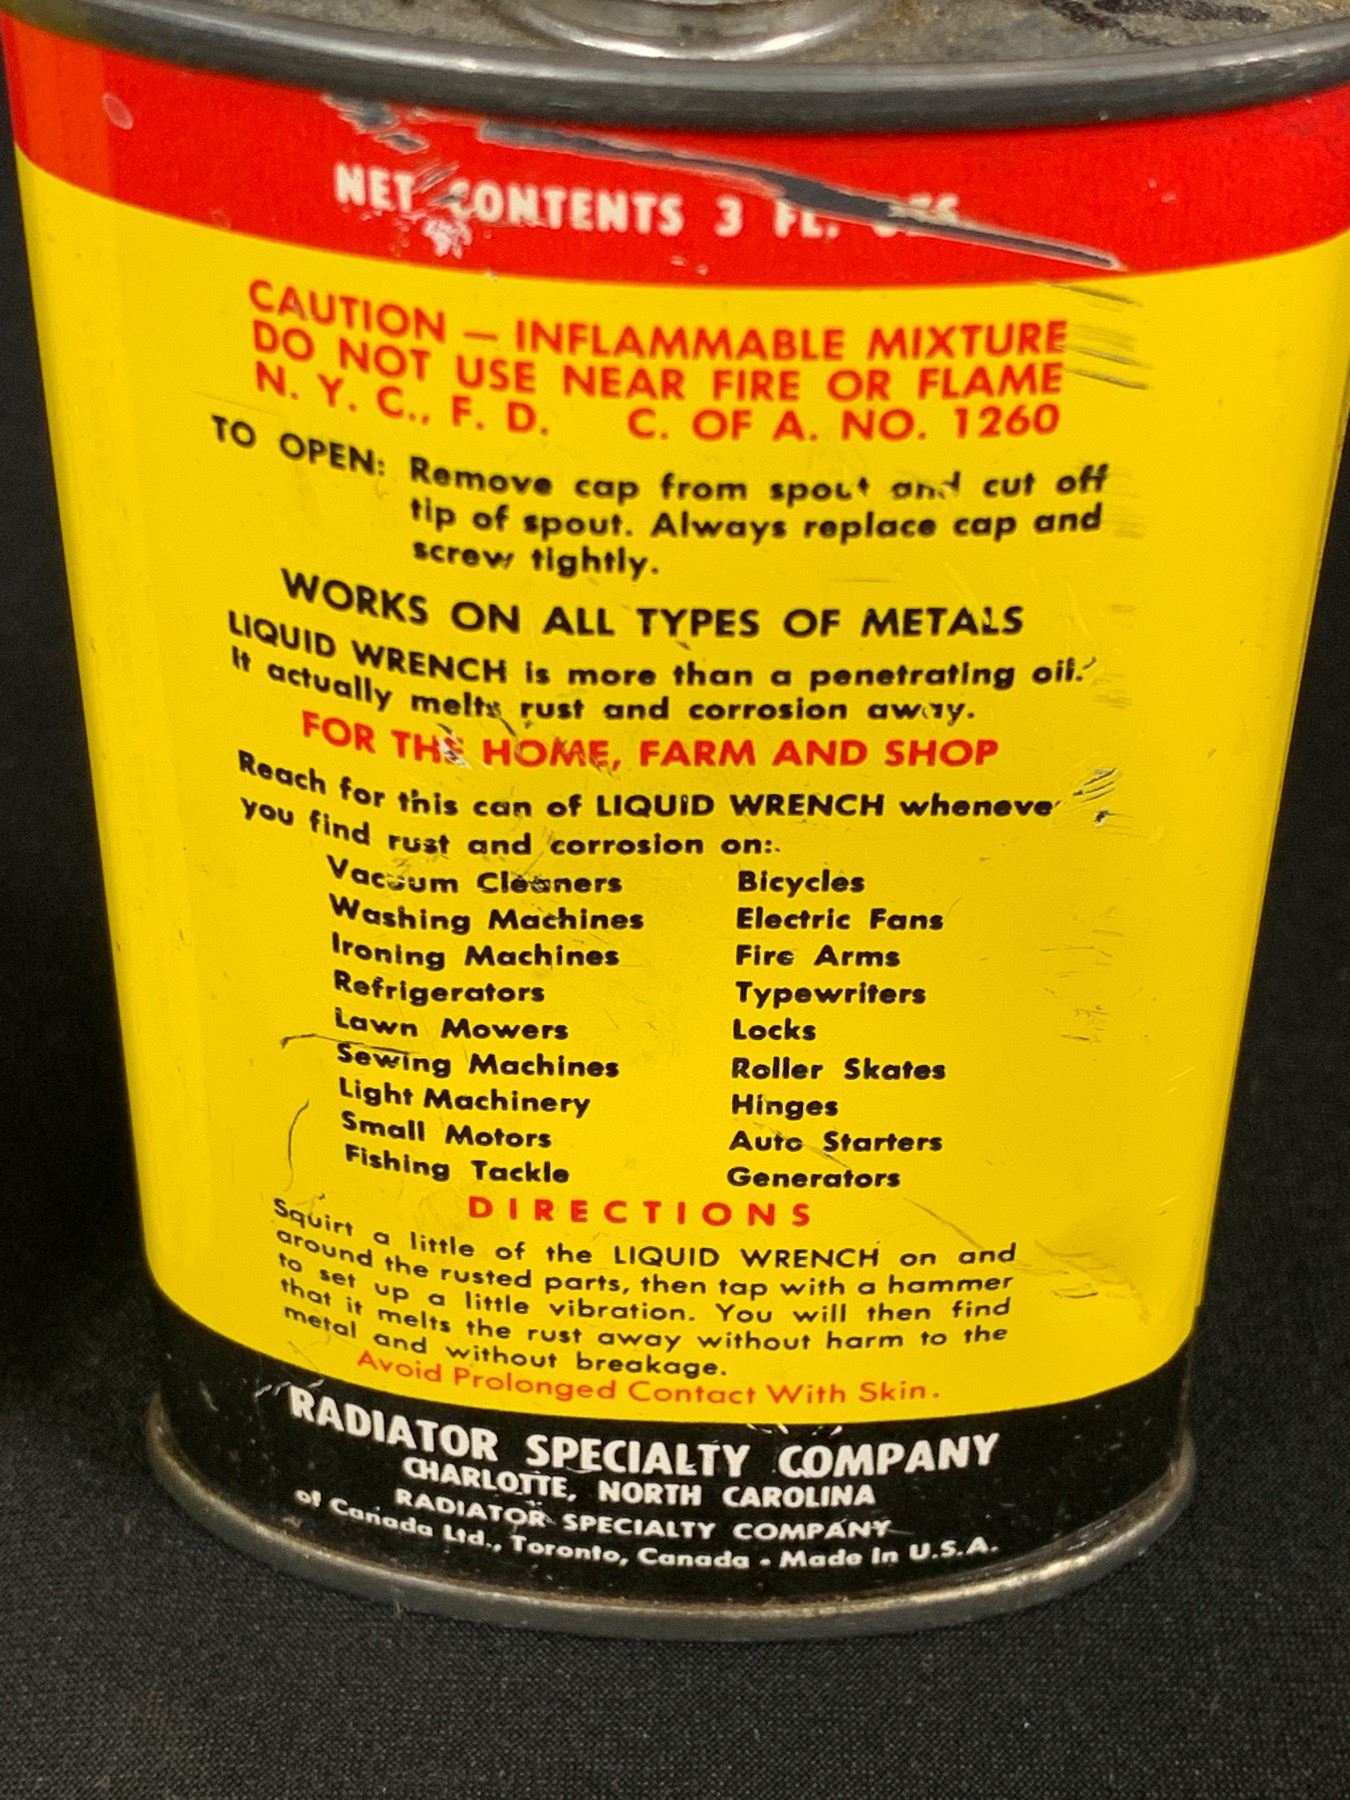 NET CONTENTS 3 FL.
CAUTION — INFLAMMABLE MIXTURE
DO NOT USE NEAR FIRE OR FLAME
N. Y. C., F. D. C. OF A. NO. 1260
TO OPEN: Remove cap from spout and cut off
tip of spout. Always replace cap and
screw tightly.
WORKS ON ALL TYPES OF METALS
LIQUID WRENCH is more than a penetrating oil.
It actually melts rust and corrosion away.
FOR THE HOME, FARM AND SHOP
Reach for this can of LIQUID WRENCH whenever
you find rust and corrosion on:
Vacuum Cleaners
Washing Machines
Ironing Machines
Refrigerators
Lawn Mowers
Sewing Machines
Light Machinery
Small Motors
Fishing Tackle
Bicycles
Electric Fans
Fire Arms
Typewriters
Locks
Roller Skates
Hinges
Auto Starters
Generators
DIRECTIONS
Squirt a little of the LIQUID WRENCH on and
around the rusted parts, then tap with a hammer
to set up a little vibration. You will then find
that it melts the rust away without harm to the
metal and without breakage.
Avoid Prolonged Contact With Skin.
RADIATOR SPECIALTY COMPANY
CHARLOTTE, NORTH CAROLINA
RADIATOR SPECIALTY COMPANY
of Canada Ltd., Toronto, Canada • Made in U.S.A.